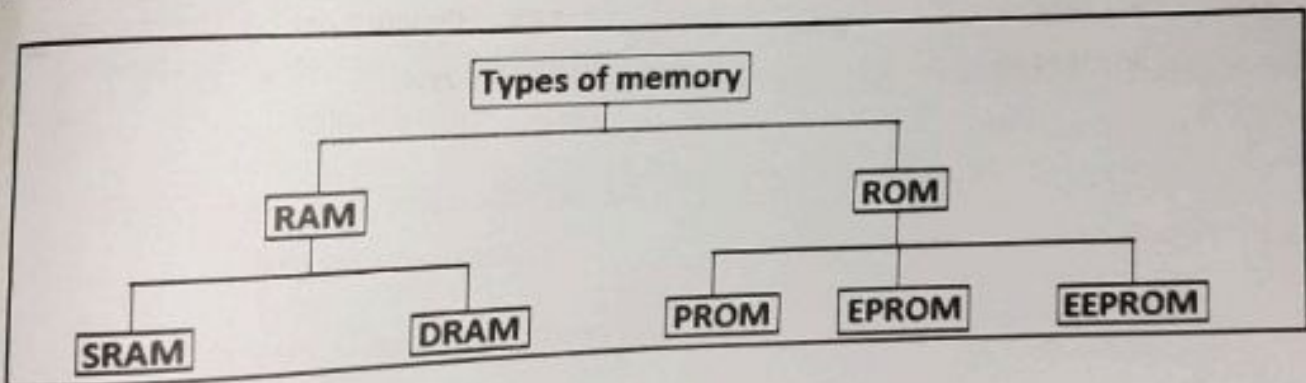 Types of memory
RAM
ROM
SRAM
DRAM
PROM
EPROM
EEPROM